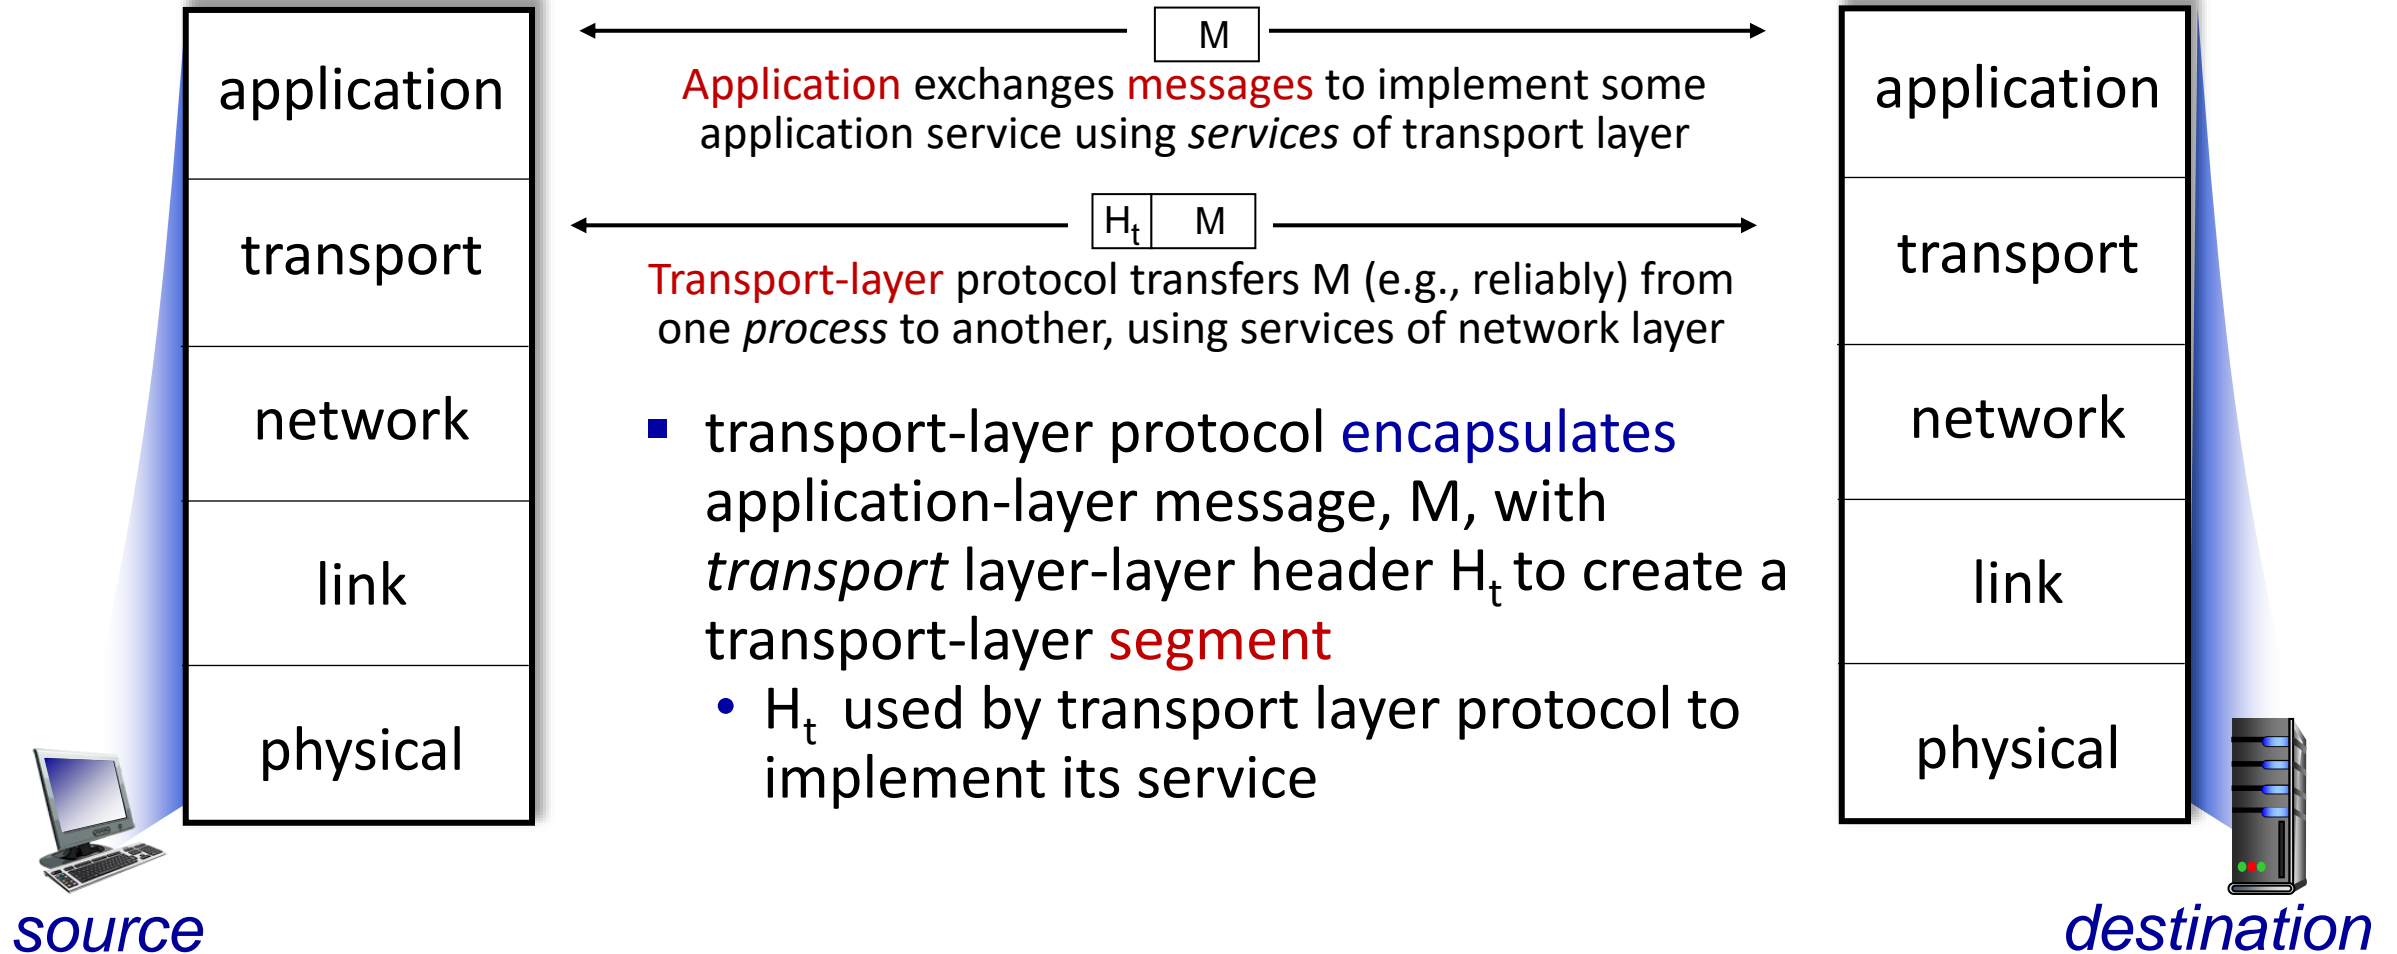 application
transport
network
link
physical
source
M
Application exchanges messages to implement some
application service using services of transport layer
Ht M
Transport-layer protocol transfers M (e.g., reliably) from
one process to another, using services of network layer
▪ transport-layer protocol encapsulates
application-layer message, M, with
transport layer-layer header Ht to create a
transport-layer segment
• Ht used by transport layer protocol to
implement its service
application
transport
network
link
physical
destination